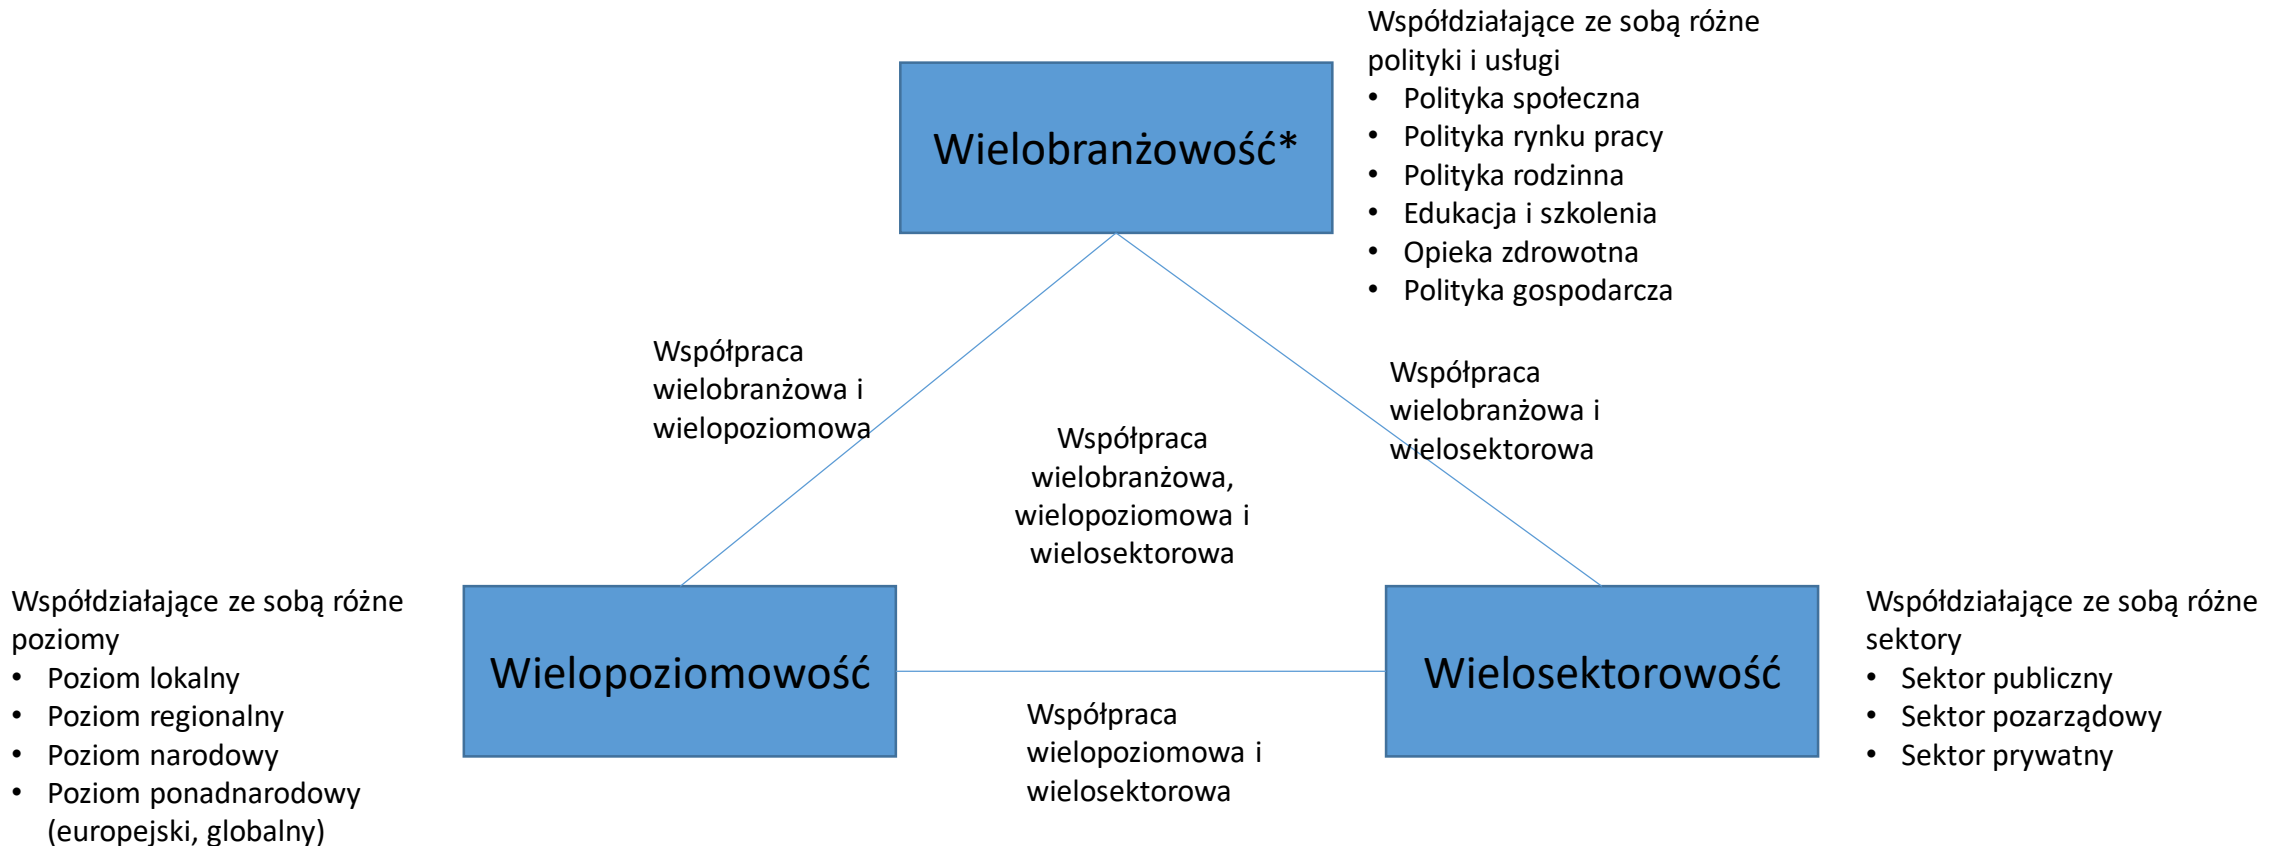 Współdziałające ze sobą różne
polityki i usługi
• Polityka społeczna
• Polityka rynku pracy
• Polityka rodzinna
• Edukacja i szkolenia
• Opieka zdrowotna
• Polityka gospodarcza
Wielobranżowość*
Współpraca
wielobranżowa i
wielopoziomowa
Współpraca
wielobranżowa i
wielosektorowa
Współpraca
wielobranżowa,
wielopoziomowa i
wielosektorowa
Współdziałające ze sobą różne
poziomy
• Poziom lokalny
• Poziom regionalny
• Poziom narodowy
• Poziom ponadnarodowy
(europejski, globalny)
Wielopoziomowość
Współpraca
wielopoziomowa i
wielosektorowa
Wielosektorowość
Współdziałające ze sobą różne
sektory
• Sektor publiczny
• Sektor pozarządowy
• Sektor prywatny